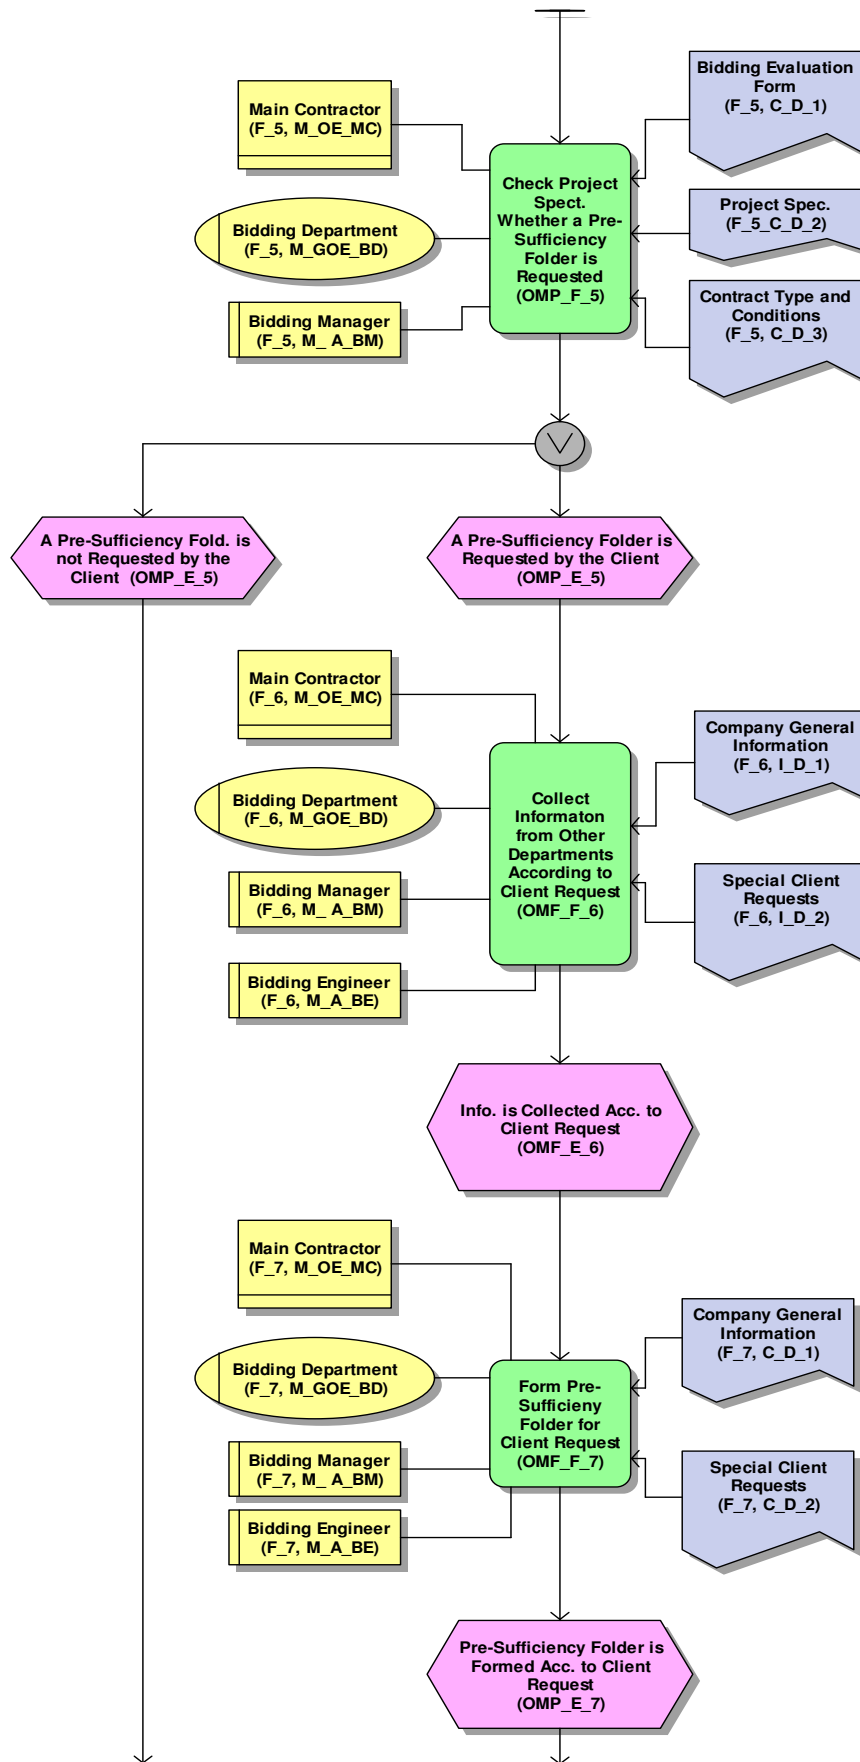 Bidding Evaluation
Form
(F_5, C_D_1)
Main Contractor
(F_5, M_OE_MC)
Check Project
Spect.
Whether a Pre-
Sufficiency
Folder is
Requested
(OMP_F_5)
Project Spec.
(F_5_C_D_2)
Bidding Department
(F_5, M_GOE_BD)
Contract Type and
Conditions
(F_5, C_D_3)
Bidding Manager
(F_5, M_ A_BM)
A Pre-Sufficiency Fold. is
not Requested by the
Client (OMP_E_5)
A Pre-Sufficiency Folder is
Requested by the Client
(OMP_E_5)
Main Contractor
(F_6, M_OE_MC)
Company General
Information
(F_6, I_D_1)
Bidding Department
(F_6, M_GOE_BD)
Collect
Informaton
from Other
Departments
According to
Client Request
(OMF_F_6)
Bidding Manager
(F_6, M_ A_BM)
Special Client
Requests
(F_6, I_D_2)
Bidding Engineer
(F_6, M_A_BE)
Info. is Collected Acc. to
Client Request
(OMF_E_6)
Main Contractor
(F_7, M_OE_MC)
Company General
Information
(F_7, C_D_1)
Bidding Department
(F_7, M_GOE_BD)
Form Pre-
Sufficieny
Folder for
Client Request
(OMF_F_7)
Bidding Manager
(F_7, M_ A_BM)
Special Client
Requests
(F_7, C_D_2)
Bidding Engineer
(F_7, M_A_BE)
Pre-Sufficiency Folder is
Formed Acc. to Client
Request
(OMP_E_7)